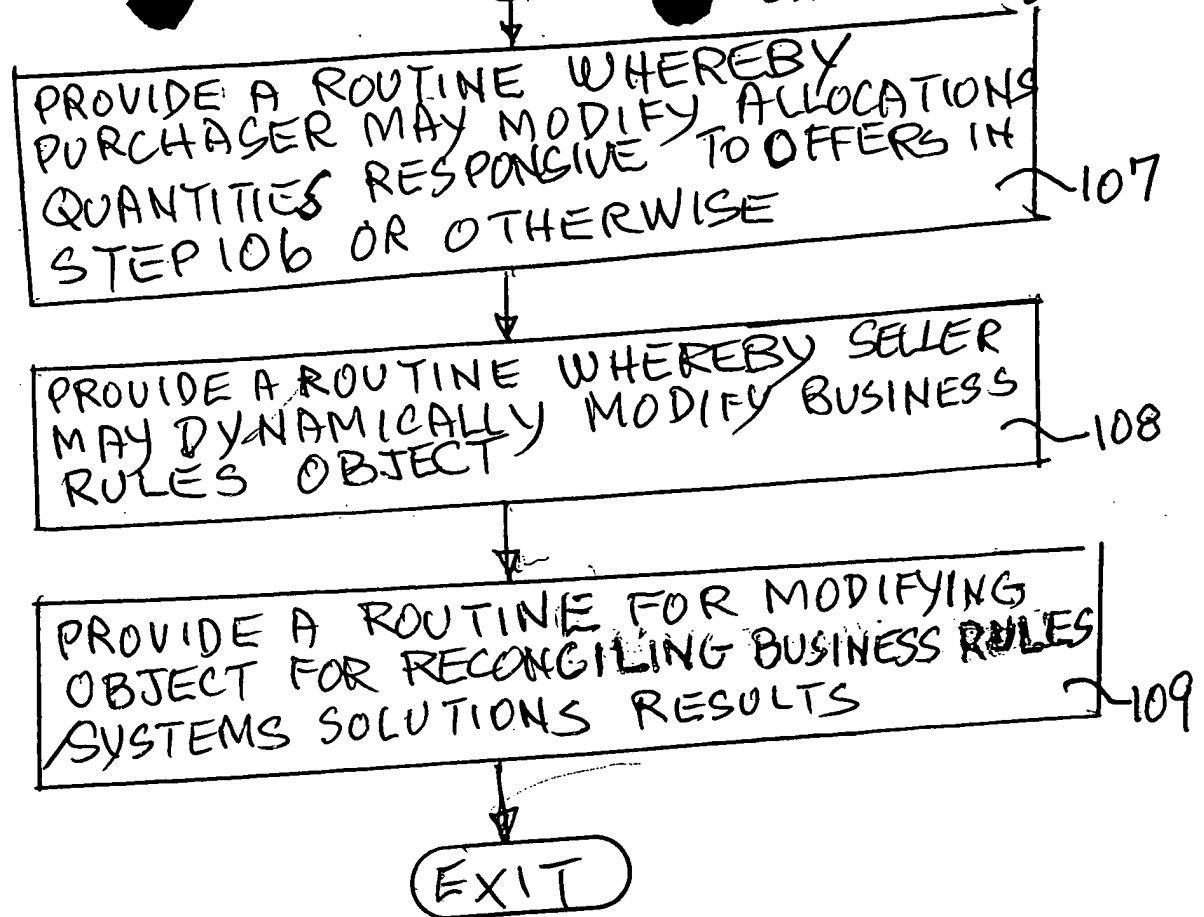 PROVIDE A ROUTINE WHEREBY
PURCHASER MAY MODIFY ALLOCATIONS
QUANTITIES RESPONSIVE TO OFFERS IN
STEP 106 OR OTHERWISE
107
PROVIDE A ROUTINE WHEREBY SELLER
MAY DYNAMICALLY MODIFY BUSINESS
RULES OBJECT
108
PROVIDE A ROUTINE FOR MODIFYING
OBJECT FOR RECONCILING BUSINESS RULES
/SYSTEMS SOLUTIONS RESULTS
109
EXIT